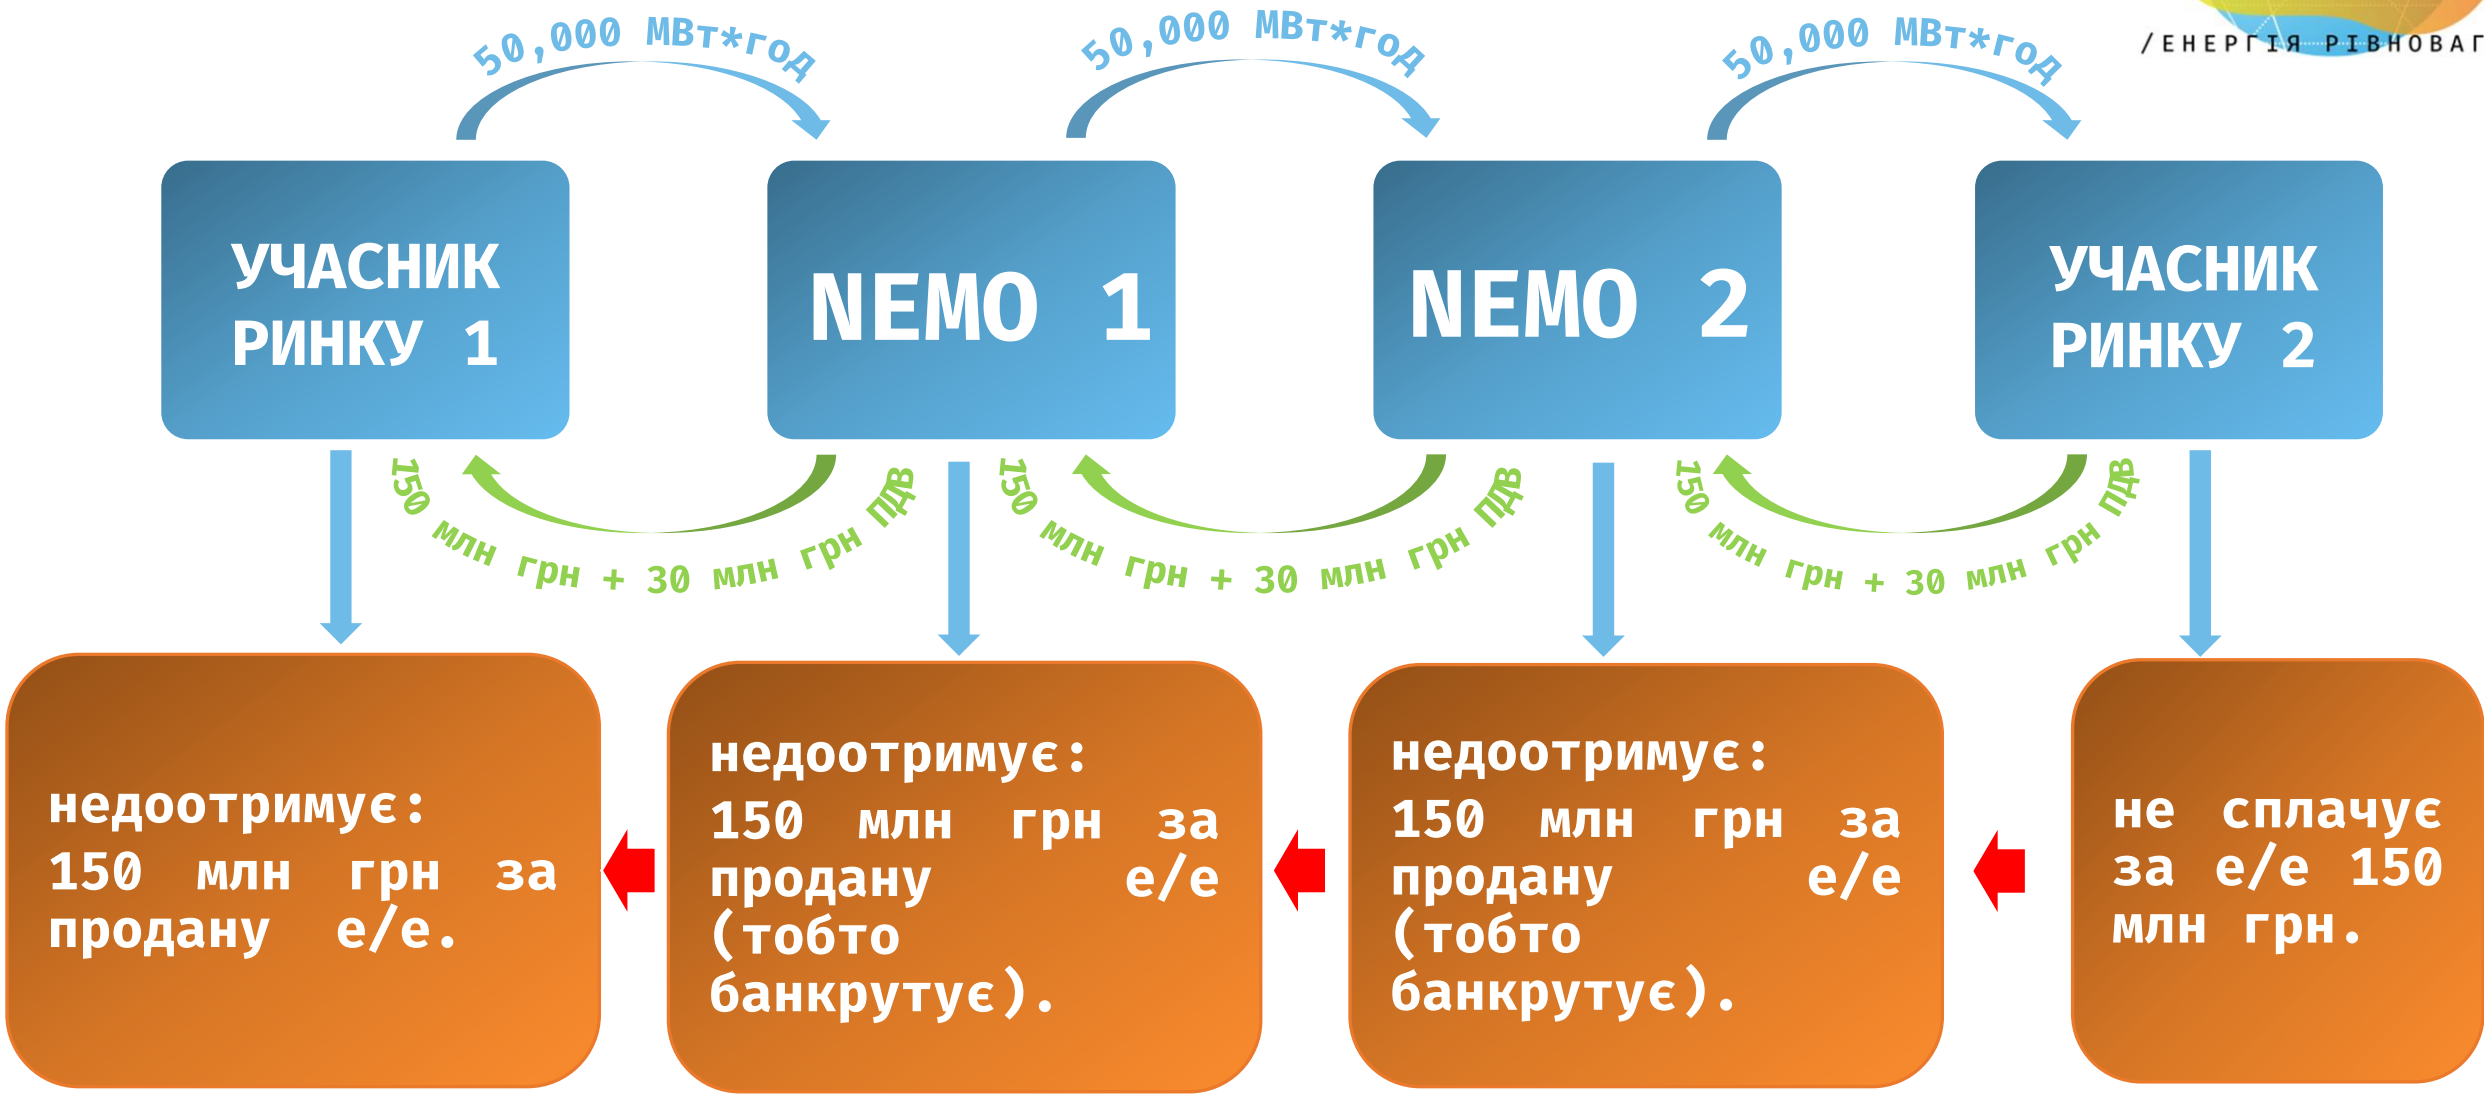 50,000 МВт*год
50,000 МВт*год
50,000 МВт*год
/ЕНЕРГІЯ РІВНОВАГ
УЧАСНИК
РИНКУ 1
NEMO 1
NEMO 2
УЧАСНИК
РИНКУ 2
150 млн грн + 30 млн грн ПДВ
150 млн грн + 30 млн грн ПДВ
150 млн грн + 30 млн грн ПДВ
недоотримує:
150 млн грн за
продану е/е.
недоотримує:
150 млн грн за
продану е/е
(тобто
банкрутує).
недоотримує:
150 млн грн за
продану е/е
(тобто
банкрутує).
не сплачує
за е/е 150
млн грн.